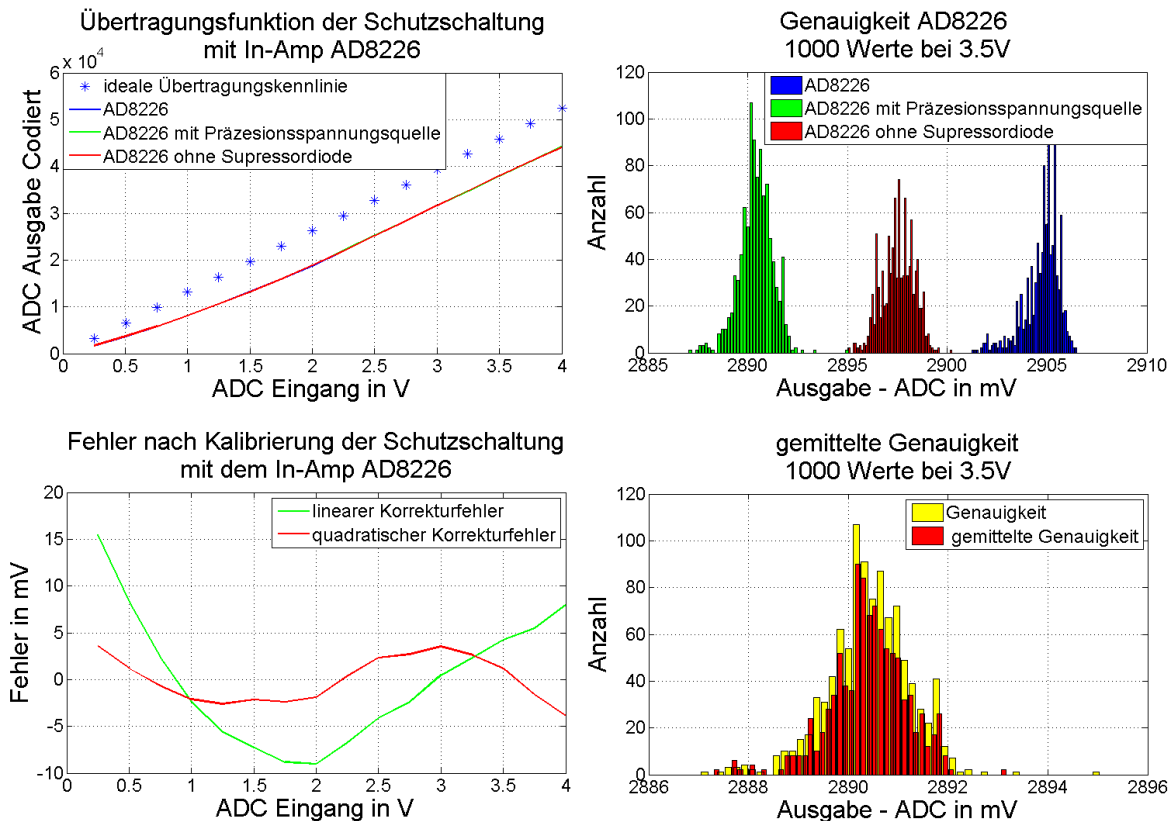 Übertragungsfunktion der Schutzschaltung
mit In-Amp AD8226
x 10^4
6
5
4
3
2
1
0
ADC Ausgabe Codiert
ideale Übertragungskennlinie
AD8226
AD8226 mit Präzesionsspannungsquelle
AD8226 ohne Supressordiode
0 0.5 1 1.5 2 2.5 3 3.5 4
ADC Eingang in V
Genauigkeit AD8226
1000 Werte bei 3.5V
120
100
80
60
40
20
0
Anzahl
AD8226
AD8226 mit Präzesionsspannungsquelle
AD8226 ohne Supressordiode
2885 2890 2895 2900 2905 2910
Ausgabe - ADC in mV
Fehler nach Kalibrierung der Schutzschaltung
mit dem In-Amp AD8226
20
15
10
5
0
-5
-10
Fehler in mV
linearer Korrekturfehler
quadratischer Korrekturfehler
0 0.5 1 1.5 2 2.5 3 3.5 4
ADC Eingang in V
gemittelte Genauigkeit
1000 Werte bei 3.5V
120
100
80
60
40
20
0
Anzahl
Genauigkeit
gemittelte Genauigkeit
2886 2888 2890 2892 2894 2896
Ausgabe - ADC in mV